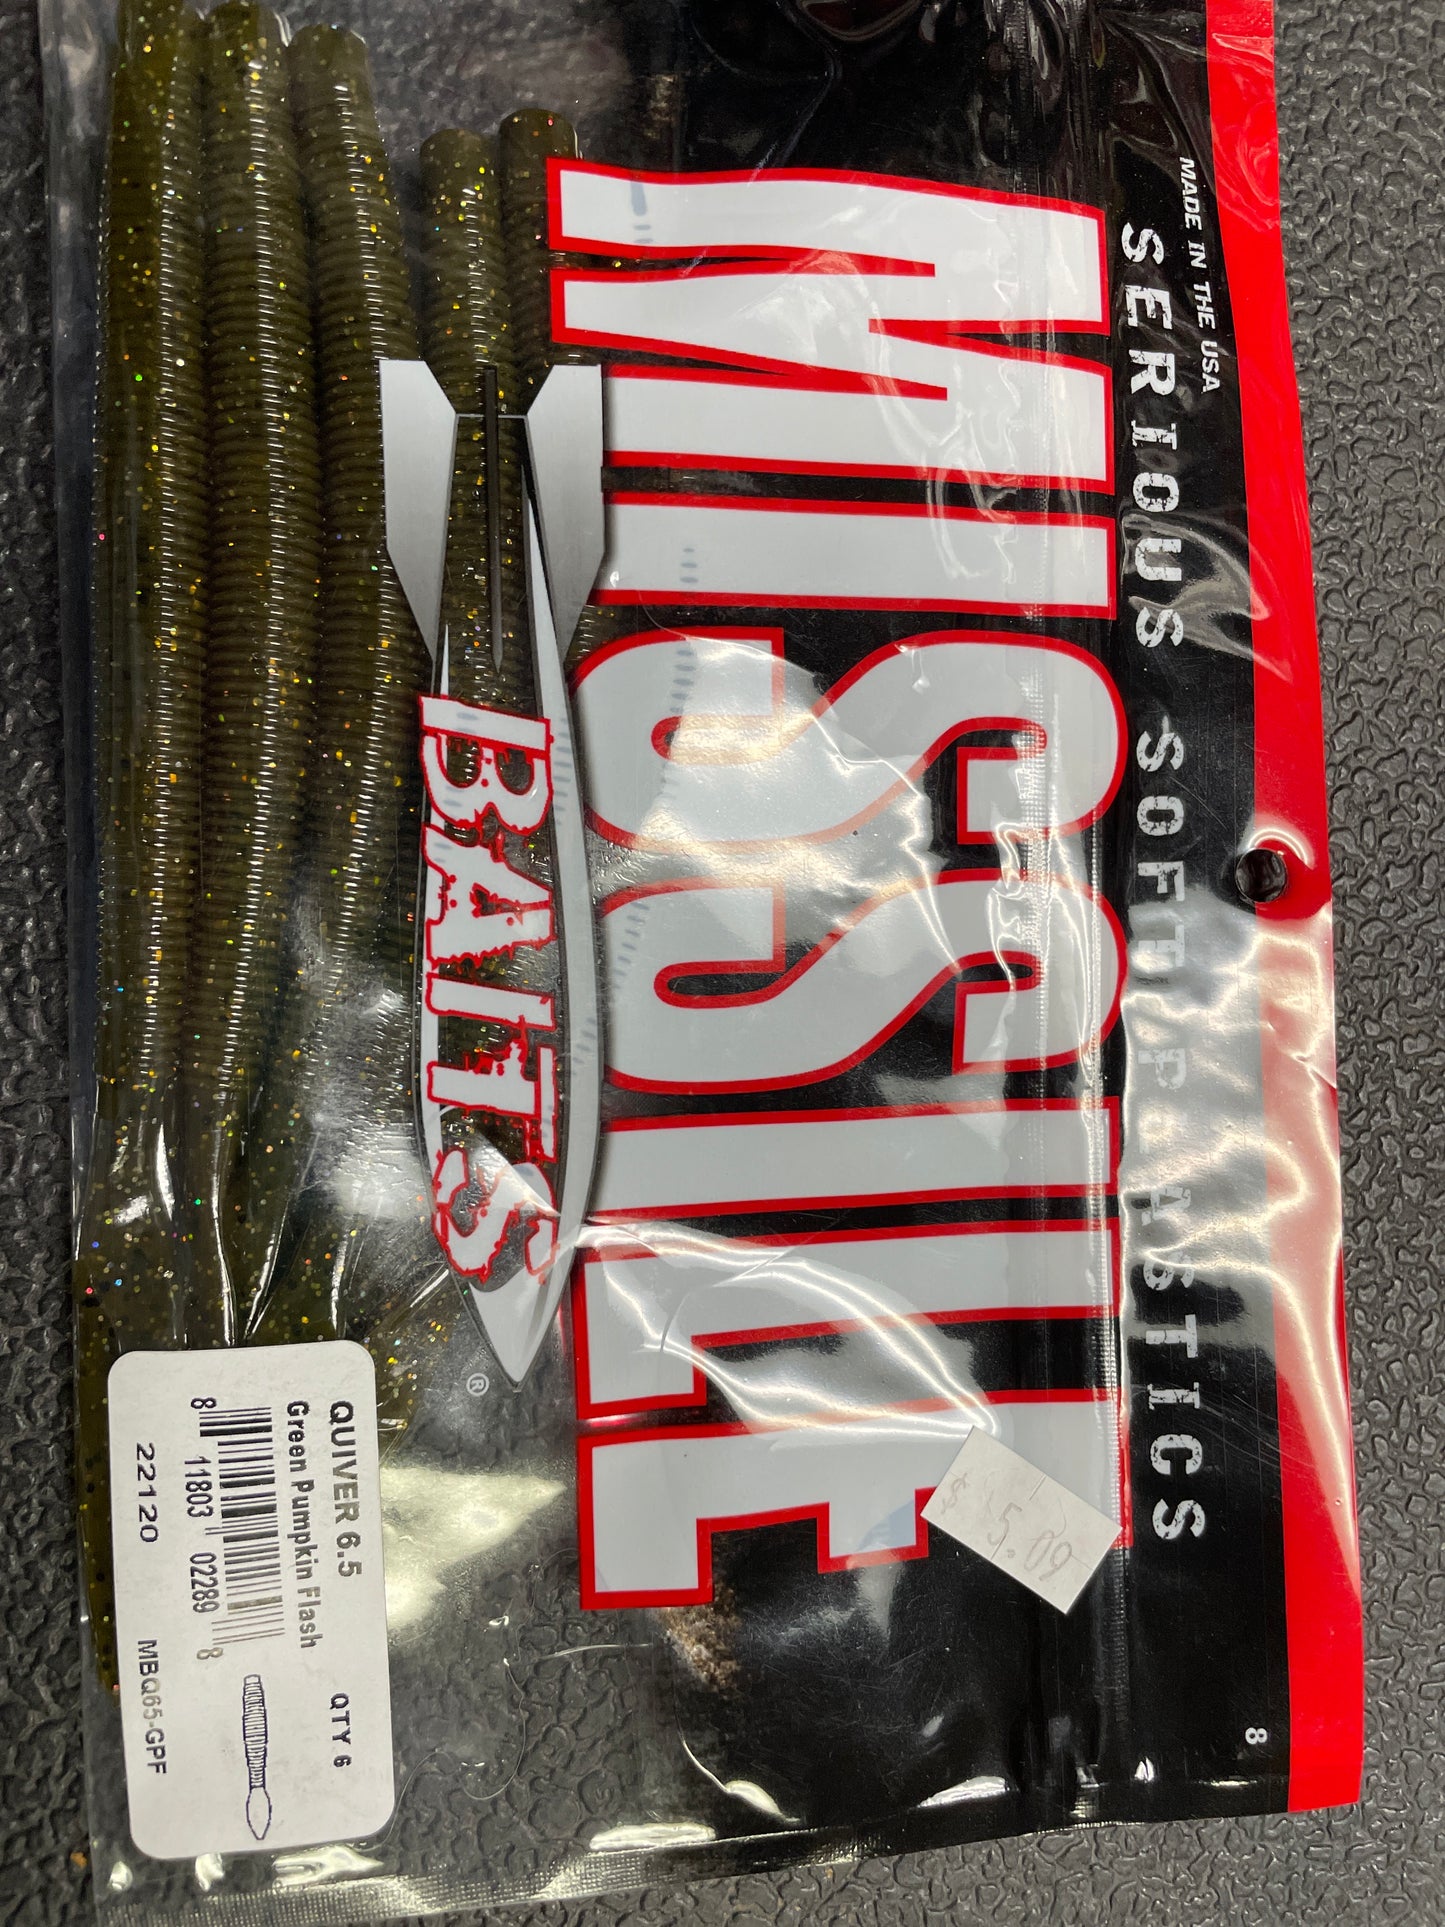 MADE IN THE USA
SERIOUS SOFT PLASTICS
8
MISSILE
BAITS
®
5.09
QUIVER 6.5 QTY 6
Green Pumpkin Flash
8 11803 02289 8
22120 MBQ65-GPF